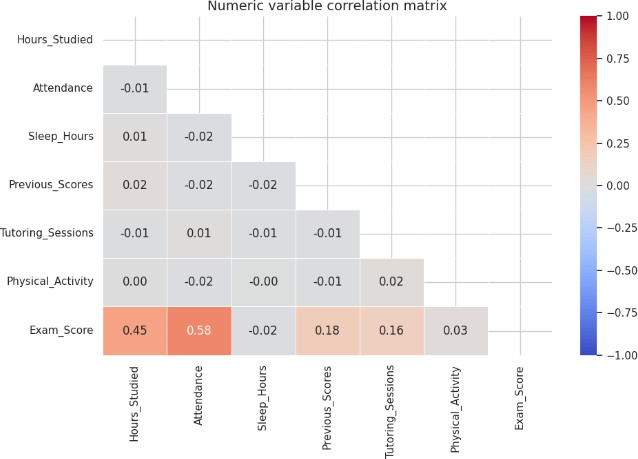 Numeric variable correlation matrix
Hours_Studied
Attendance -0.01
Sleep_Hours 0.01 -0.02
Previous_Scores 0.02 -0.02 -0.02
Tutoring_Sessions -0.01 0.01 -0.01 -0.01
Physical_Activity 0.00 -0.02 -0.00 -0.01 0.02
Exam_Score 0.45 0.58 -0.02 0.18 0.16 0.03
Hours_Studied
Attendance
Sleep_Hours
Previous_Scores
Tutoring_Sessions
Physical_Activity
Exam_Score
1.00
0.75
0.50
0.25
0.00
-0.25
-0.50
-0.75
-1.00